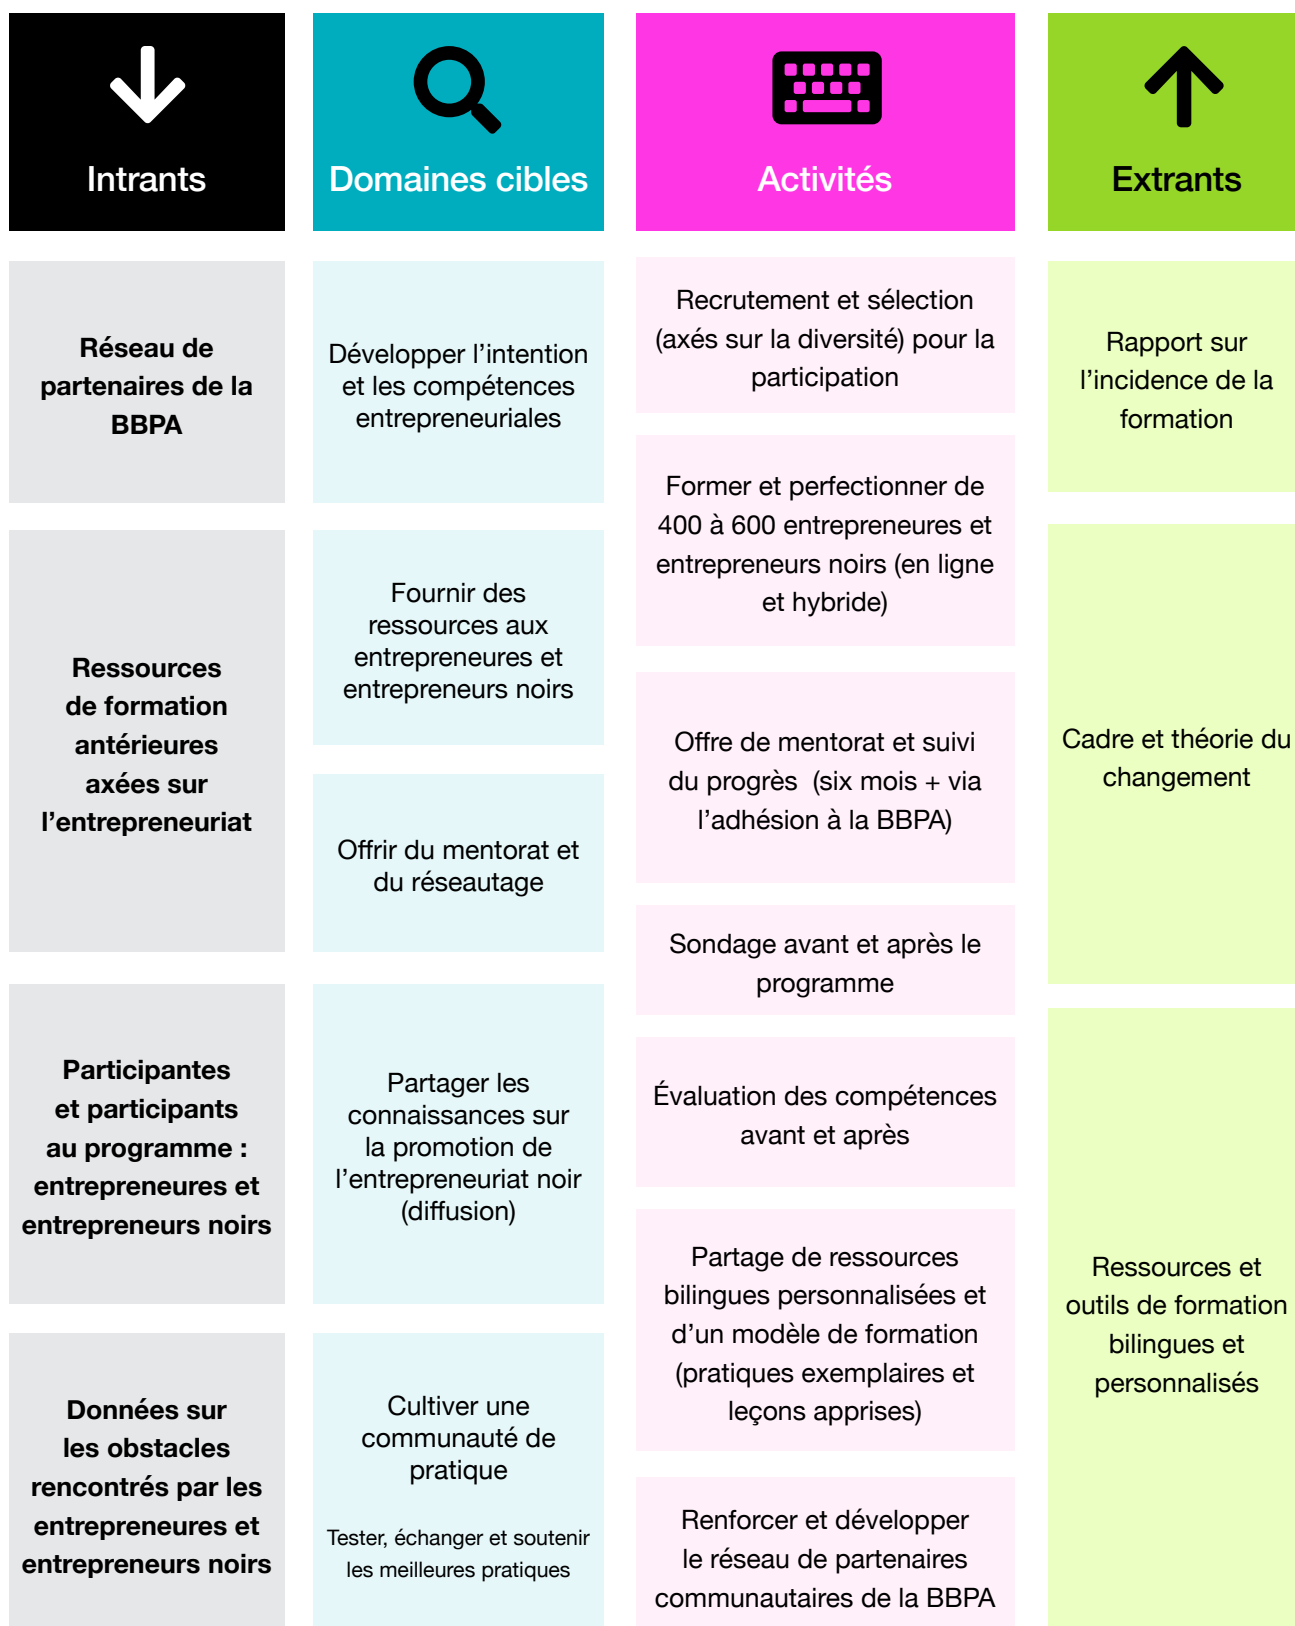 Intrants
Domaines cibles
Activités
Extrants
Réseau de
partenaires de la
BBPA
Ressources
de formation
antérieures
axées sur
l’entrepreneuriat
Participantes
et participants
au programme :
entrepreneures et
entrepreneurs noirs
Données sur
les obstacles
rencontrés par les
entrepreneures et
entrepreneurs noirs
Développer l’intention
et les compétences
entrepreneuriales
Fournir des
ressources aux
entrepreneures et
entrepreneurs noirs
Offrir du mentorat et
du réseautage
Partager les
connaissances sur
la promotion de
l’entrepreneuriat noir
(diffusion)
Cultiver une
communauté de
pratique
Tester, échanger et soutenir
les meilleures pratiques
Recrutement et sélection
(axés sur la diversité) pour la
participation
Former et perfectionner de
400 à 600 entrepreneures et
entrepreneurs noirs (en ligne
et hybride)
Offre de mentorat et suivi
du progrès  (six mois + via
l’adhésion à la BBPA)
Sondage avant et après le
programme
Évaluation des compétences
avant et après
Partage de ressources
bilingues personnalisées et
d’un modèle de formation
(pratiques exemplaires et
leçons apprises)
Renforcer et développer
le réseau de partenaires
communautaires de la BBPA
Rapport sur
l’incidence de la
formation
Cadre et théorie du
changement
Ressources et
outils de formation
bilingues et
personnalisés